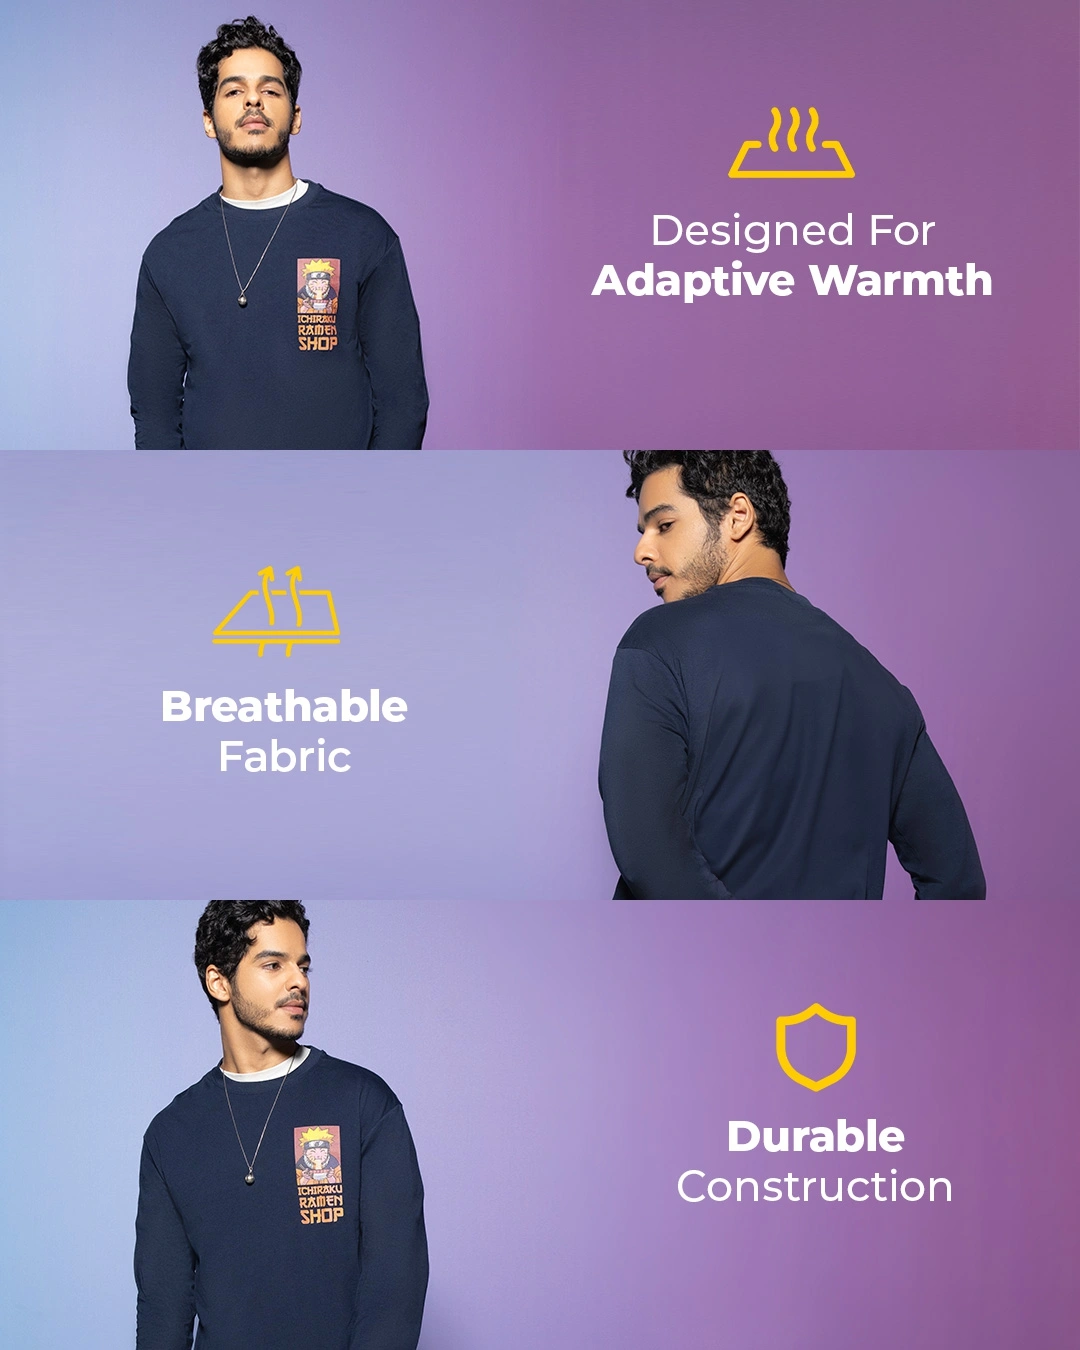 Designed For
Adaptive Warmth
ICHIRAKU
RAMEN
SHOP
Breathable
Fabric
Durable
Construction
ICHIRAKU
RAMEN
SHOP